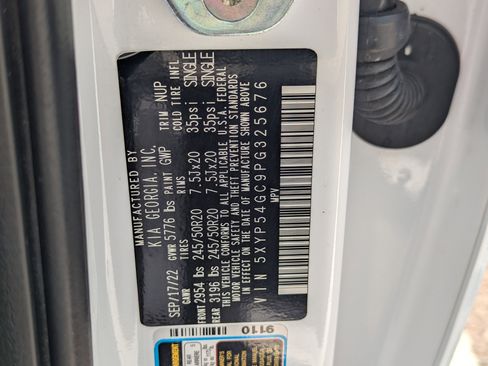 MANUFACTURED BY
KIA GEORGIA, INC.
SEP/17/22 GVWR 5776 lbs PAINT GWP TRIM NUP
GAWR TIRES RIMS COLD TIRE INFL
FRONT 2954 lbs 245/50R20 7.5Jx20 35psi SINGLE
REAR 3196 lbs 245/50R20 7.5Jx20 35psi SINGLE
THIS VEHICLE CONFORMS TO ALL APPLICABLE U.S.A. FEDERAL
MOTOR VEHICLE SAFETY AND THEFT PREVENTION STANDARDS
IN EFFECT ON THE DATE OF MANUFACTURE SHOWN ABOVE
VIN 5XYP54GC9PG325676
MPV
9110